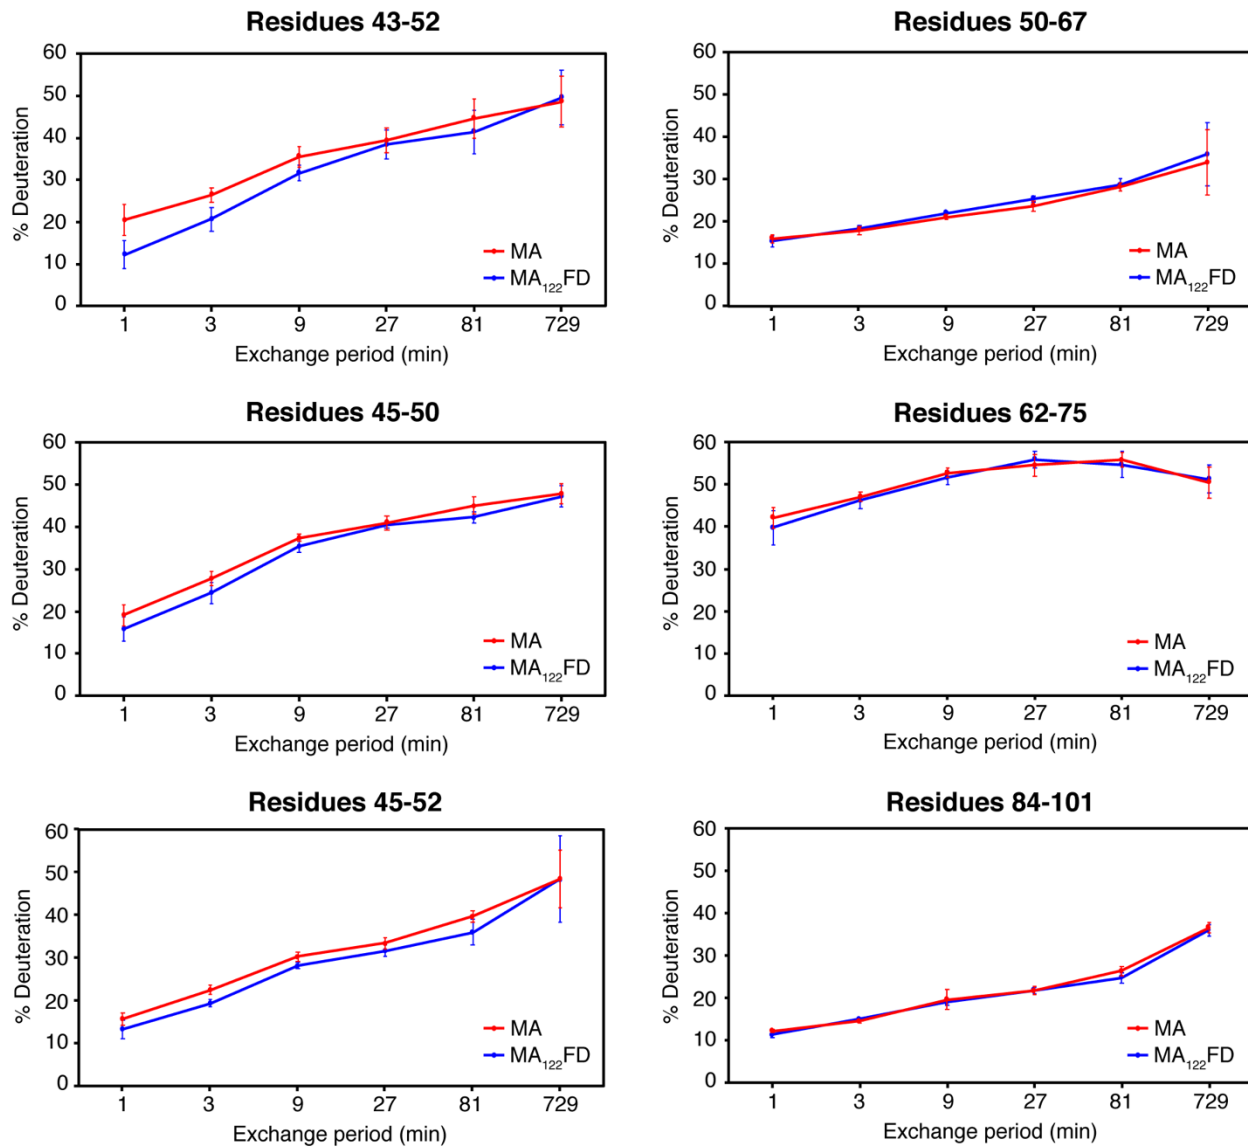 Residues 43-52
% Deuteration
60
50
40
30
20
10
0
MA
MA₁₂₂FD
1 3 9 27 81 729
Exchange period (min)
Residues 50-67
% Deuteration
60
50
40
30
20
10
0
MA
MA₁₂₂FD
1 3 9 27 81 729
Exchange period (min)
Residues 45-50
% Deuteration
60
50
40
30
20
10
0
MA
MA₁₂₂FD
1 3 9 27 81 729
Exchange period (min)
Residues 62-75
% Deuteration
60
50
40
30
20
10
0
MA
MA₁₂₂FD
1 3 9 27 81 729
Exchange period (min)
Residues 45-52
% Deuteration
60
50
40
30
20
10
0
MA
MA₁₂₂FD
1 3 9 27 81 729
Exchange period (min)
Residues 84-101
% Deuteration
60
50
40
30
20
10
0
MA
MA₁₂₂FD
1 3 9 27 81 729
Exchange period (min)